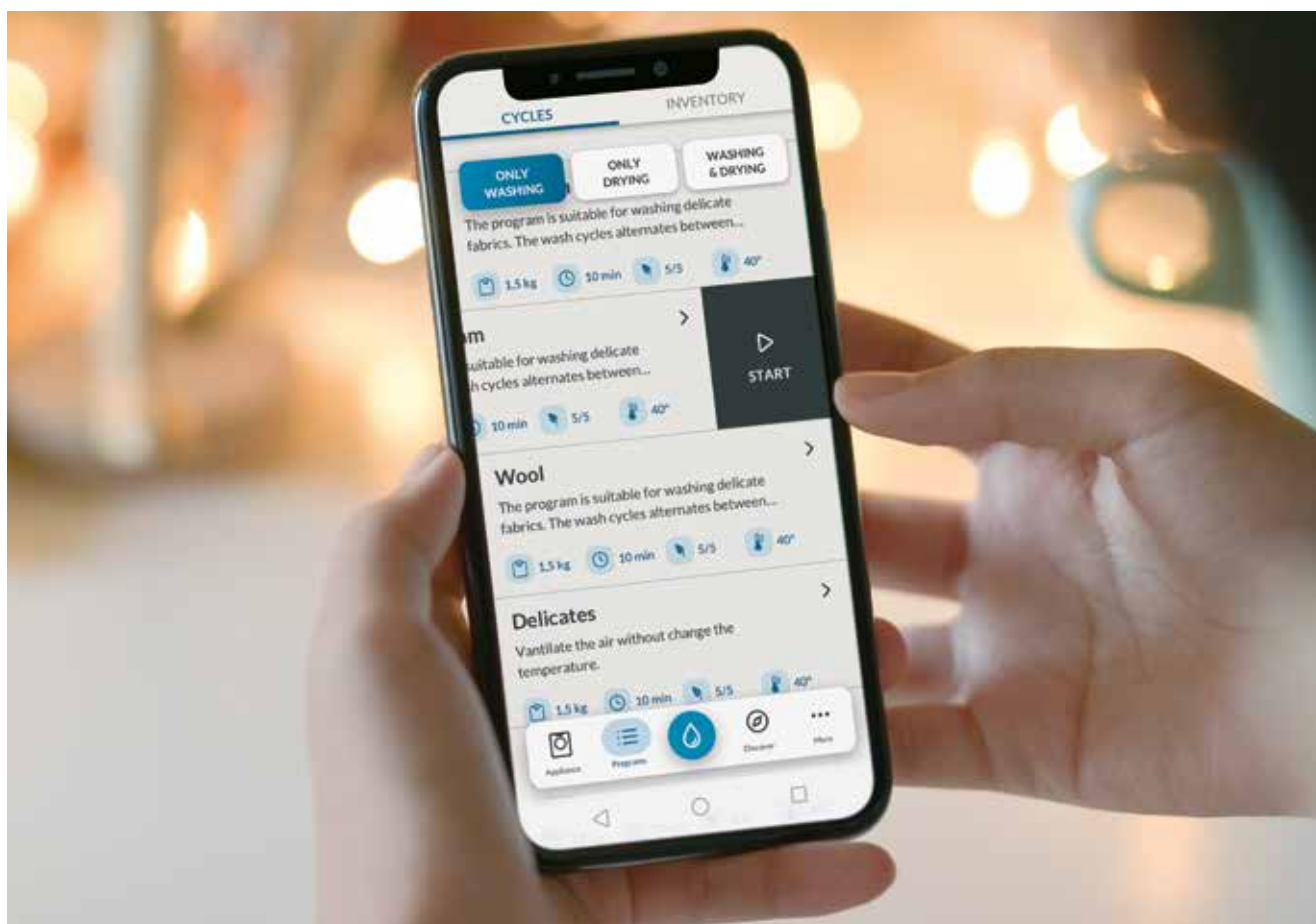 CYCLES
INVENTORY
ONLY
WASHING
ONLY
DRYING
WASHING
& DRYING
The program is suitable for washing delicate
fabrics. The wash cycles alternates between...
1.5 kg
10 min
5/5
40°
am
suitable for washing delicate
h cycles alternates between...
10 min
5/5
40°
START
Wool
The program is suitable for washing delicate
fabrics. The wash cycles alternates between...
1.5 kg
10 min
5/5
40°
Delicates
Vantilate the air without change the
temperature.
1.5 kg
10 min
5/5
40°
Appliance
Programs
Discover
More